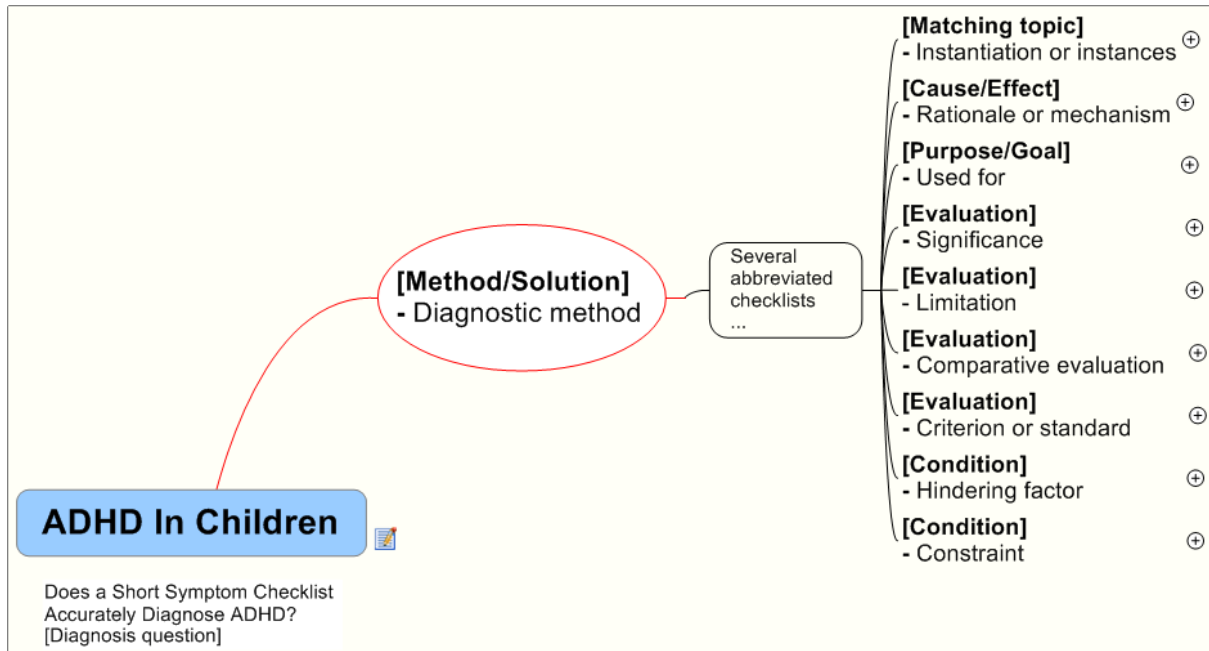 [Matching topic]
- Instantiation or instances
[Cause/Effect]
- Rationale or mechanism
[Purpose/Goal]
- Used for
[Evaluation]
- Significance
[Evaluation]
- Limitation
[Evaluation]
- Comparative evaluation
[Evaluation]
- Criterion or standard
[Condition]
- Hindering factor
[Condition]
- Constraint
Several
abbreviated
checklists
...
[Method/Solution]
- Diagnostic method
ADHD In Children
Does a Short Symptom Checklist
Accurately Diagnose ADHD?
[Diagnosis question]